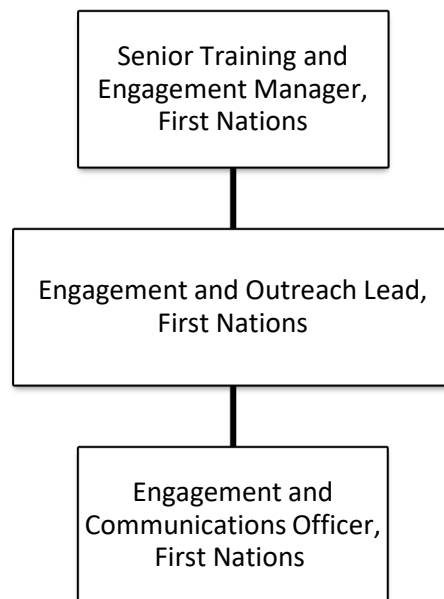 Senior Training and
Engagement Manager,
First Nations
Engagement and Outreach Lead,
First Nations
Engagement and
Communications Officer,
First Nations